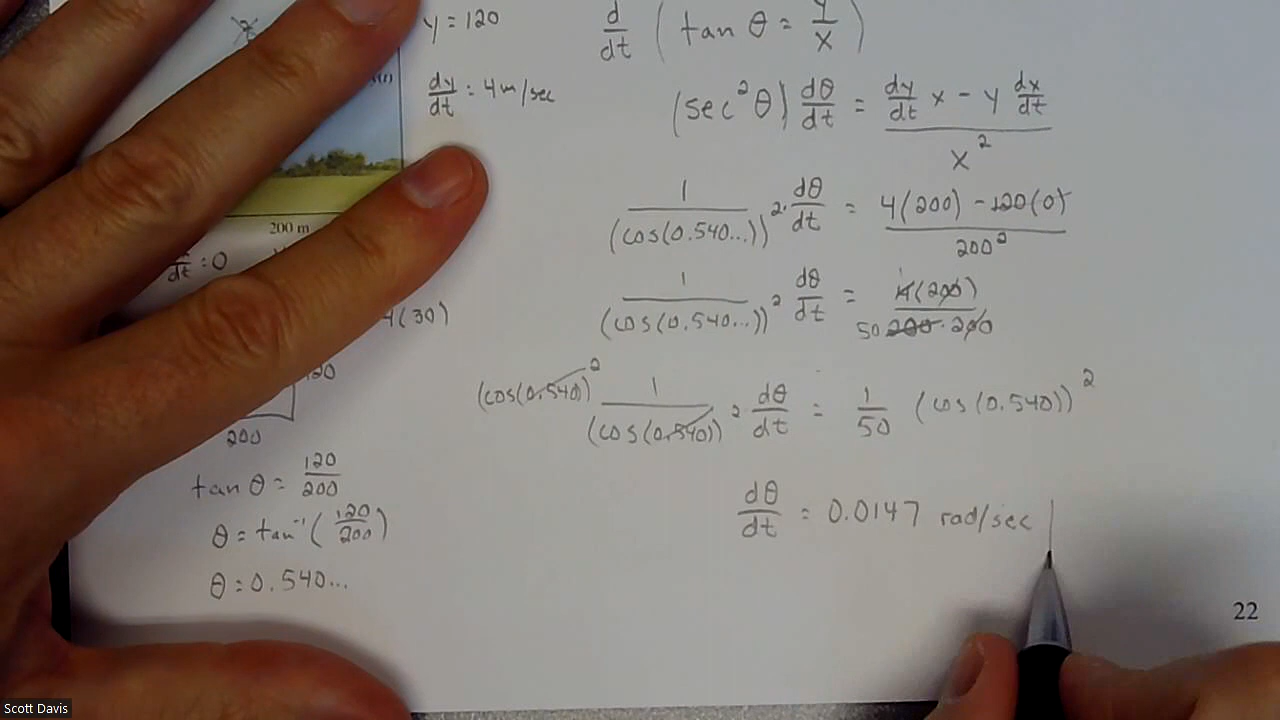 y = 120
dy/dt = 4 m/sec
200 m
dt = 0
4(30)
120
200
tan θ = 120/200
θ = tan⁻¹(120/200)
θ = 0.540...
d/dt (tan θ = y/x)
(sec²θ) dθ/dt = (dy/dt x - y dx/dt)/x²
1/(cos(0.540...))² · dθ/dt = (4(200) - 120(0))/200²
1/(cos(0.540...))² dθ/dt = 4(200)/200·200 50
(cos(0.540))² 1/(cos(0.540))² · dθ/dt = 1/50 (cos(0.540))²
dθ/dt = 0.0147 rad/sec
22
Scott Davis